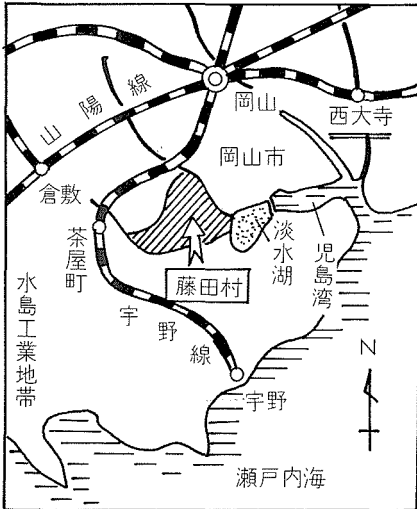 山陽線
岡山
西大寺
岡山市
倉敷
茶屋町
淡水湖
児島湾
藤田村
水島工業地帯
宇野線
N
宇野
瀬戸内海